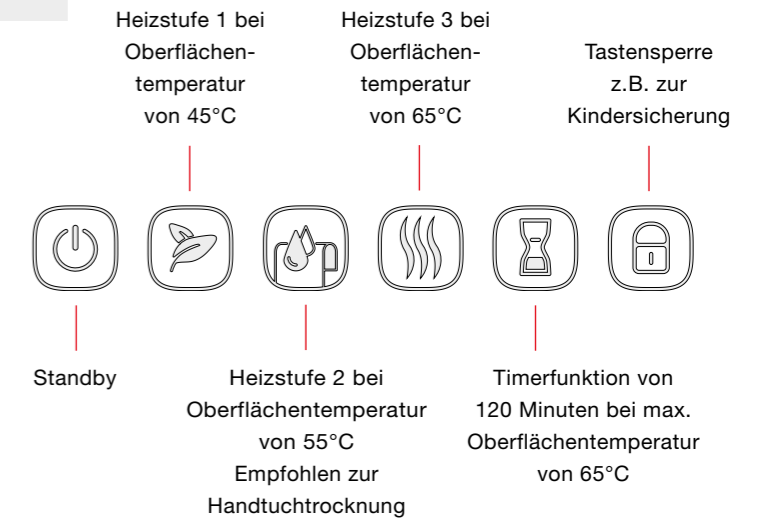 Heizstufe 1 bei
Oberflächen-
temperatur
von 45°C
Heizstufe 3 bei
Oberflächen-
temperatur
von 65°C
Tastensperre
z.B. zur
Kindersicherung
Standby
Heizstufe 2 bei
Oberflächentemperatur
von 55°C
Empfohlen zur
Handtuchtrocknung
Timerfunktion von
120 Minuten bei max.
Oberflächentemperatur
von 65°C